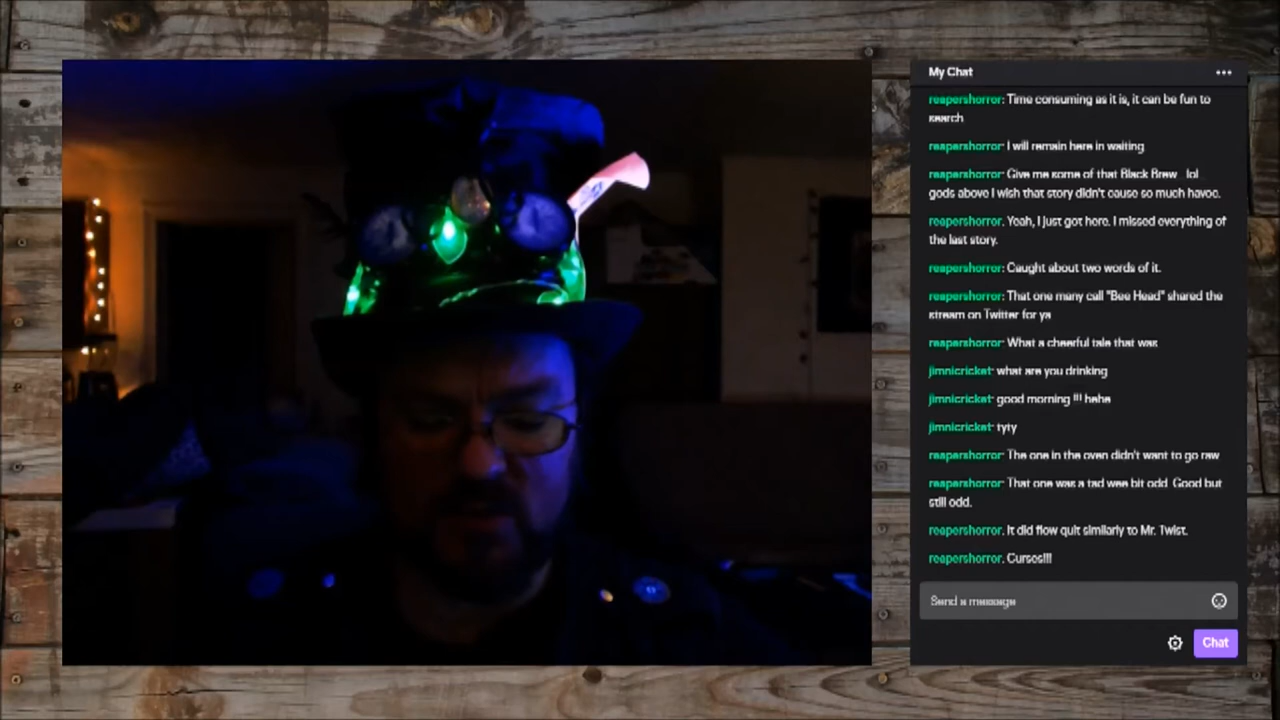 My Chat
reapershorror: Time consuming as it is, it can be fun to
search
reapershorror: I will remain here in waiting
reapershorror: Give me some of that Black Brew.. lol
gods above I wish that story didn't cause so much havoc.
reapershorror: Yeah, I just got here. I missed everything of
the last story.
reapershorror: Caught about two words of it.
reapershorror: That one many call "Bee Head" shared the
stream on Twitter for ya
reapershorror: What a cheerful tale that was
jimnicricket: what are you drinking
jimnicricket: good morning !!! hehe
jimnicricket: tyty
reapershorror: The one in the oven didn't want to go raw
reapershorror: That one was a tad wee bit odd. Good but
still odd.
reapershorror: It did flow quit similarly to Mr. Twist.
reapershorror: Curses!!!
Send a message
Chat